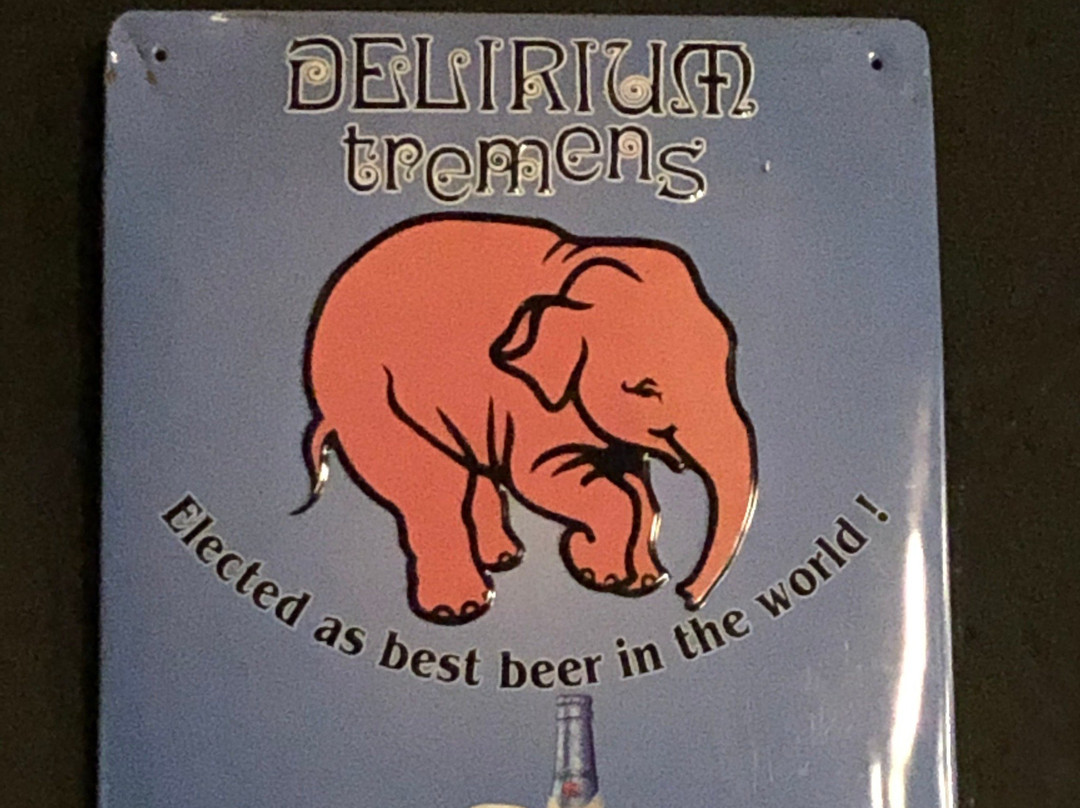 DELIRIUM
tremens
Elected as best beer in the world !